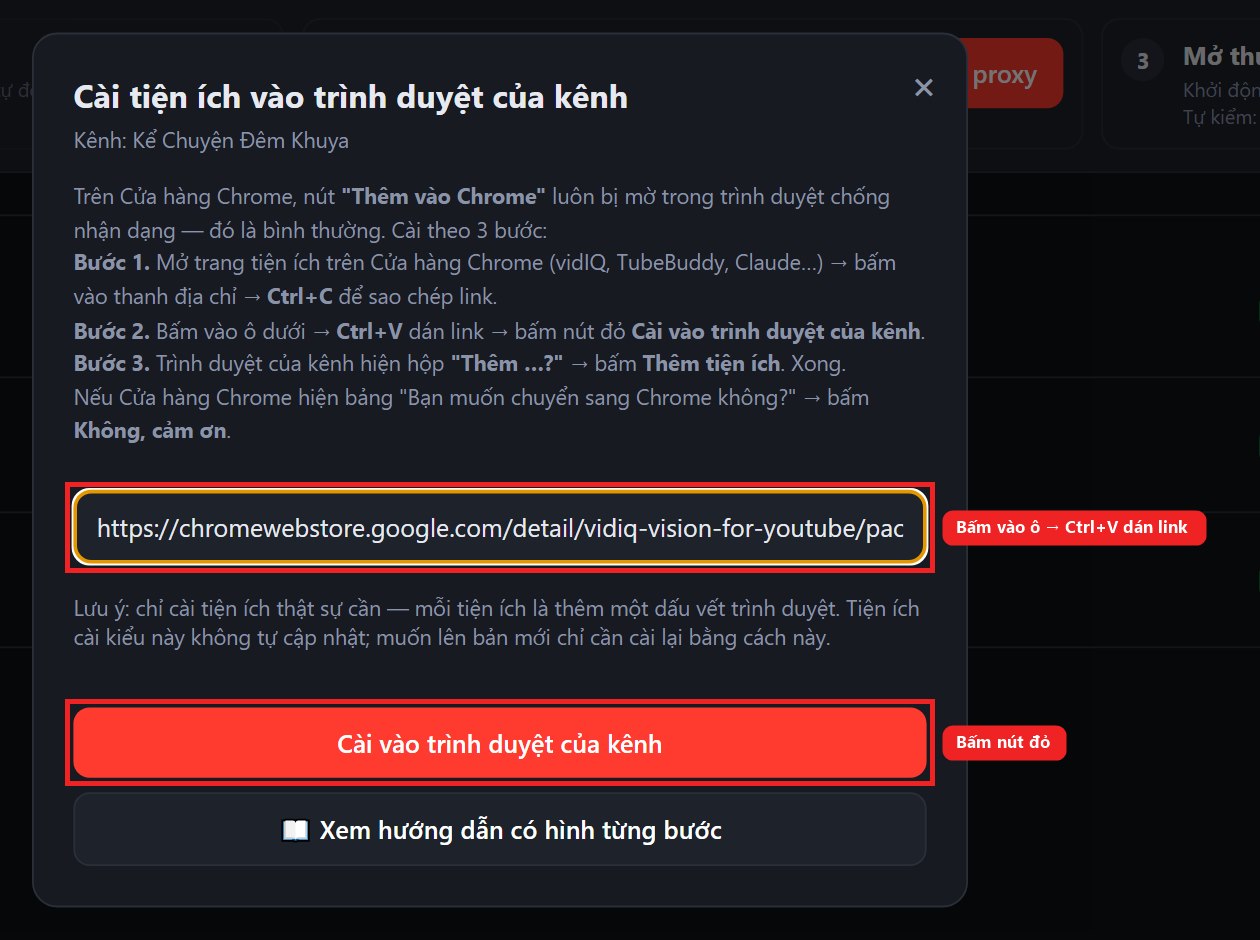 Cài tiện ích vào trình duyệt của kênh
Kênh: Kể Chuyện Đêm Khuya
Trên Cửa hàng Chrome, nút "Thêm vào Chrome" luôn bị mờ trong trình duyệt chống
nhận dạng — đó là bình thường. Cài theo 3 bước:
Bước 1. Mở trang tiện ích trên Cửa hàng Chrome (vidIQ, TubeBuddy, Claude...) → bấm
vào thanh địa chỉ → Ctrl+C để sao chép link.
Bước 2. Bấm vào ô dưới → Ctrl+V dán link → bấm nút đỏ Cài vào trình duyệt của kênh.
Bước 3. Trình duyệt của kênh hiện hộp "Thêm ...?" → bấm Thêm tiện ích. Xong.
Nếu Cửa hàng Chrome hiện bảng "Bạn muốn chuyển sang Chrome không?" → bấm
Không, cảm ơn.
https://chromewebstore.google.com/detail/vidiq-vision-for-youtube/pac
Bấm vào ô → Ctrl+V dán link
Lưu ý: chỉ cài tiện ích thật sự cần — mỗi tiện ích là thêm một dấu vết trình duyệt. Tiện ích
cài kiểu này không tự cập nhật; muốn lên bản mới chỉ cần cài lại bằng cách này.
Cài vào trình duyệt của kênh
Bấm nút đỏ
Xem hướng dẫn có hình từng bước
proxy
3
Mở
Khởi
Tự kiểm: